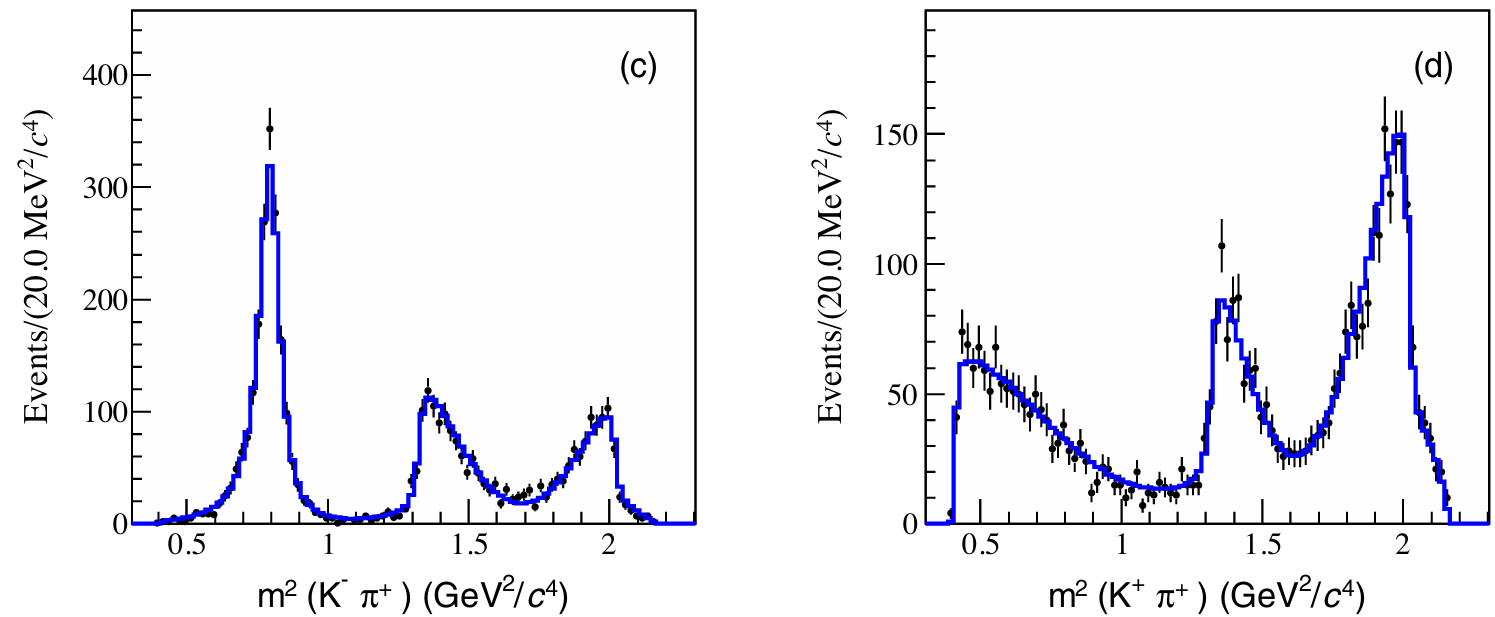 (c)
Events/(20.0 MeV²/c⁴)
400
300
200
100
0
0.5 1 1.5 2
m² (K⁻ π⁺ ) (GeV²/c⁴)
(d)
Events/(20.0 MeV²/c⁴)
150
100
50
0
0.5 1 1.5 2
m² (K⁺ π⁺ ) (GeV²/c⁴)